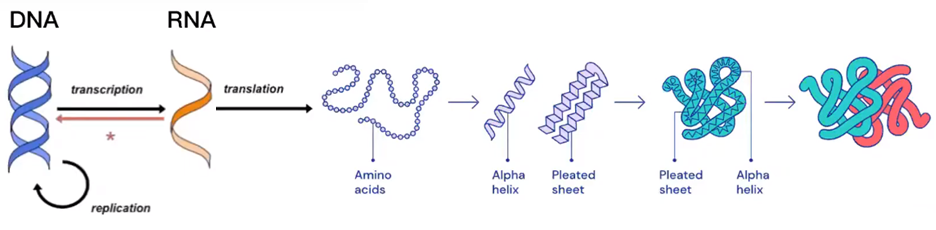 DNA
RNA
transcription
translation
*
replication
Amino
acids
Alpha
helix
Pleated
sheet
Pleated
sheet
Alpha
helix